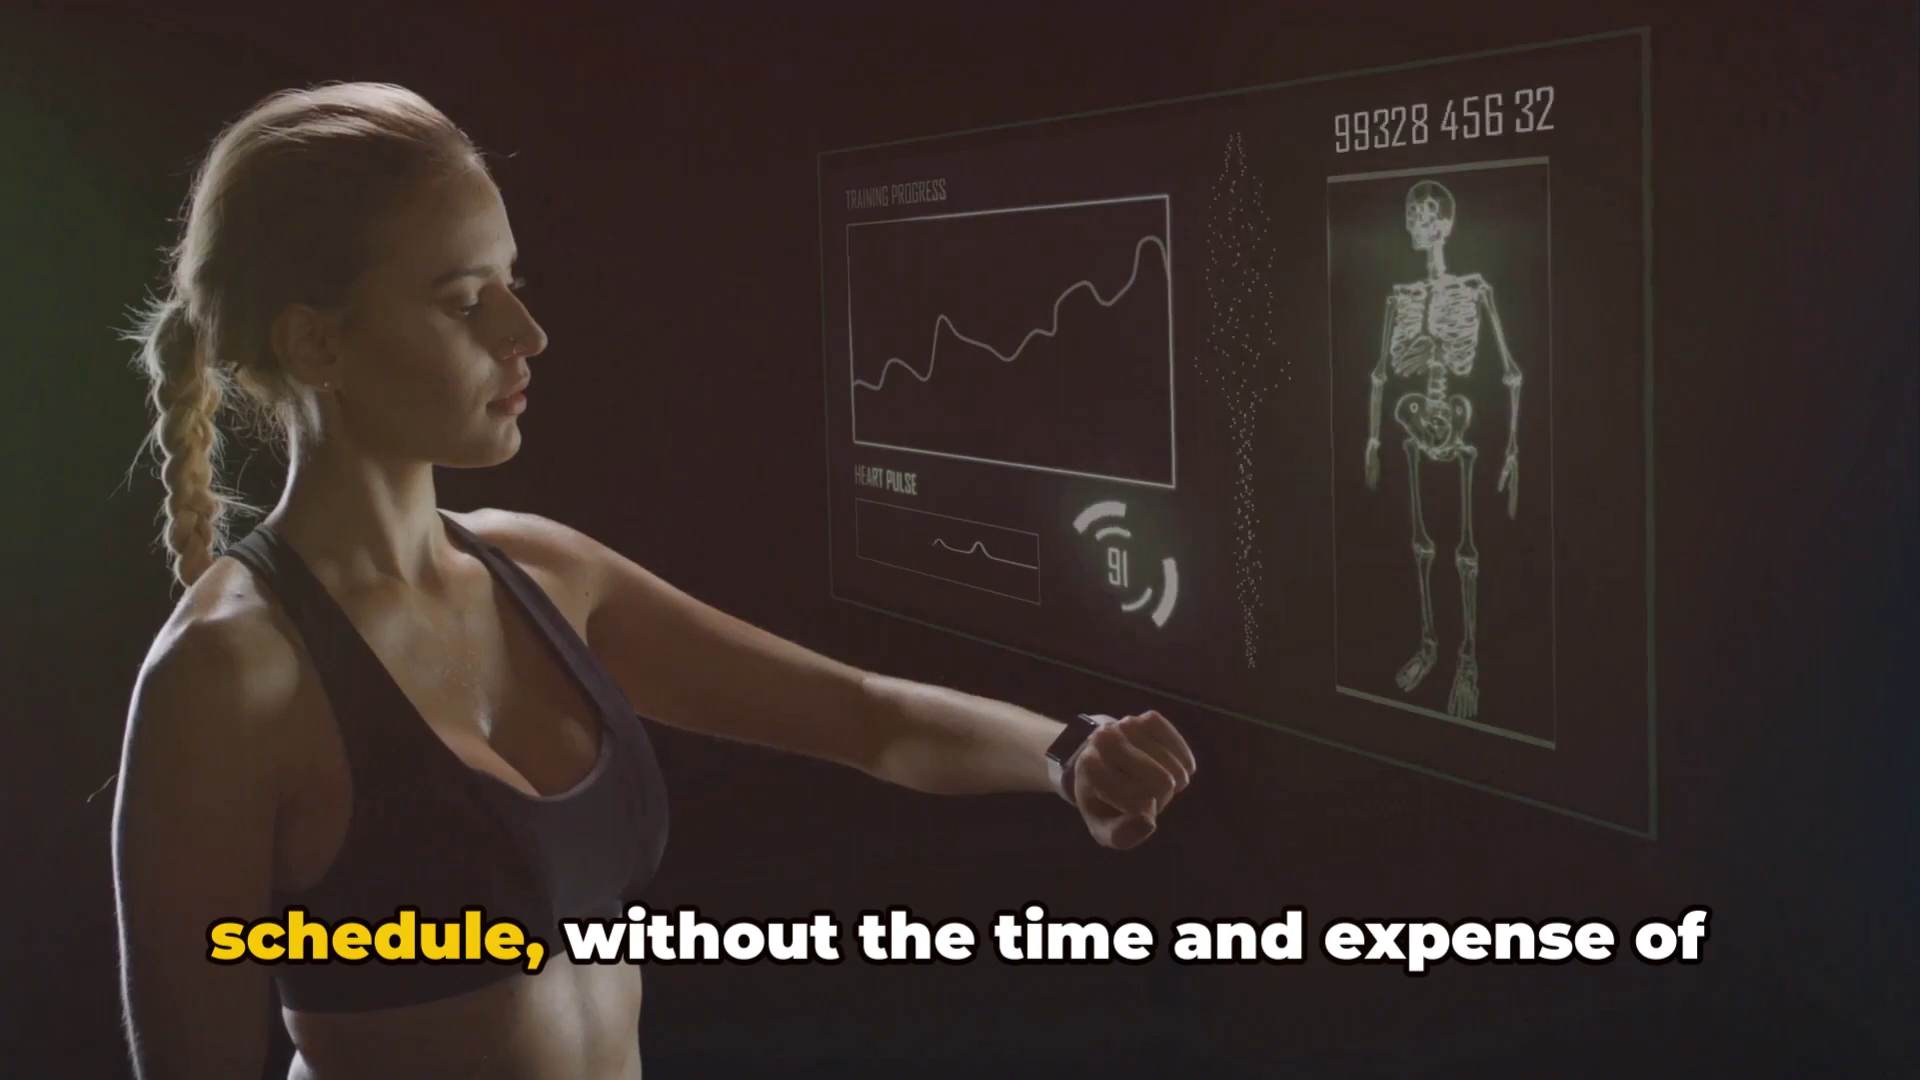 99328 456 32
TRAINING PROGRESS
HEART PULSE
91
schedule, without the time and expense of